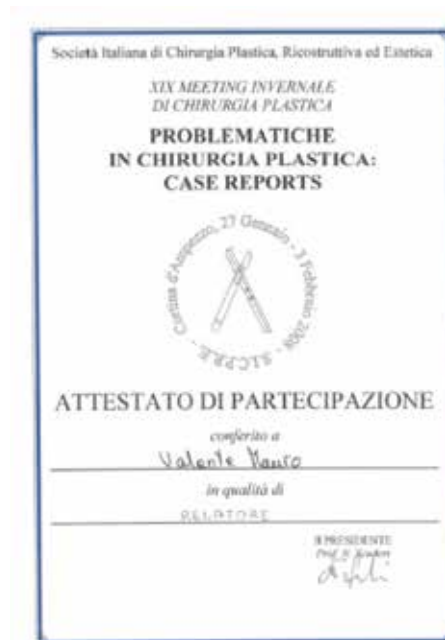 Società Italiana di Chirurgia Plastica, Ricostruttiva ed Estetica
XIX MEETING INVERNALE
DI CHIRURGIA PLASTICA
PROBLEMATICHE
IN CHIRURGIA PLASTICA:
CASE REPORTS
Cortina d'Ampezzo, 27 Gennaio - 3 Febbraio - S.I.C.P.R.E. -
ATTESTATO DI PARTECIPAZIONE
conferito a
Valente Mauro
in qualità di
RELATORE
Il PRESIDENTE
Prof.